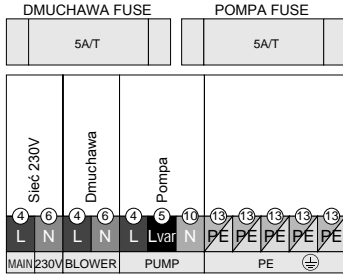 DMUCHAWA FUSE POMPA FUSE
5A/T 5A/T
Sieć 230V Dmuchawa Pompa
4 6 4 6 4 5 10 13 13 13 13 13
L N L N L Lvar N PE PE PE PE PE
MAIN 230V BLOWER PUMP PE